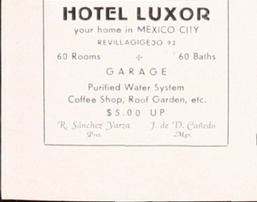 HOTEL LUXOR
your home in MEXICO CITY
REVILLAGIGEDO 92
60 Rooms ÷ 60 Baths
GARAGE
Purified Water System
Coffee Shop, Roof Garden, etc.
$5.00 UP
R. Sánchez Yarza J. de D. Cañedo
Prop. Mgr.